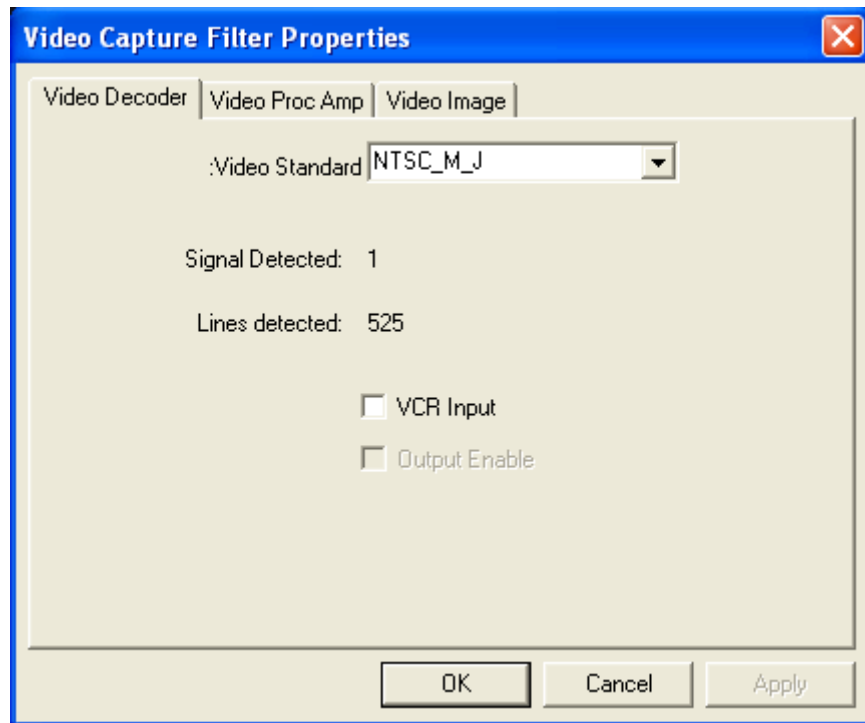 Video Capture Filter Properties
Video Decoder Video Proc Amp Video Image
:Video Standard NTSC_M_J
Signal Detected: 1
Lines detected: 525
VCR Input
Output Enable
OK Cancel Apply